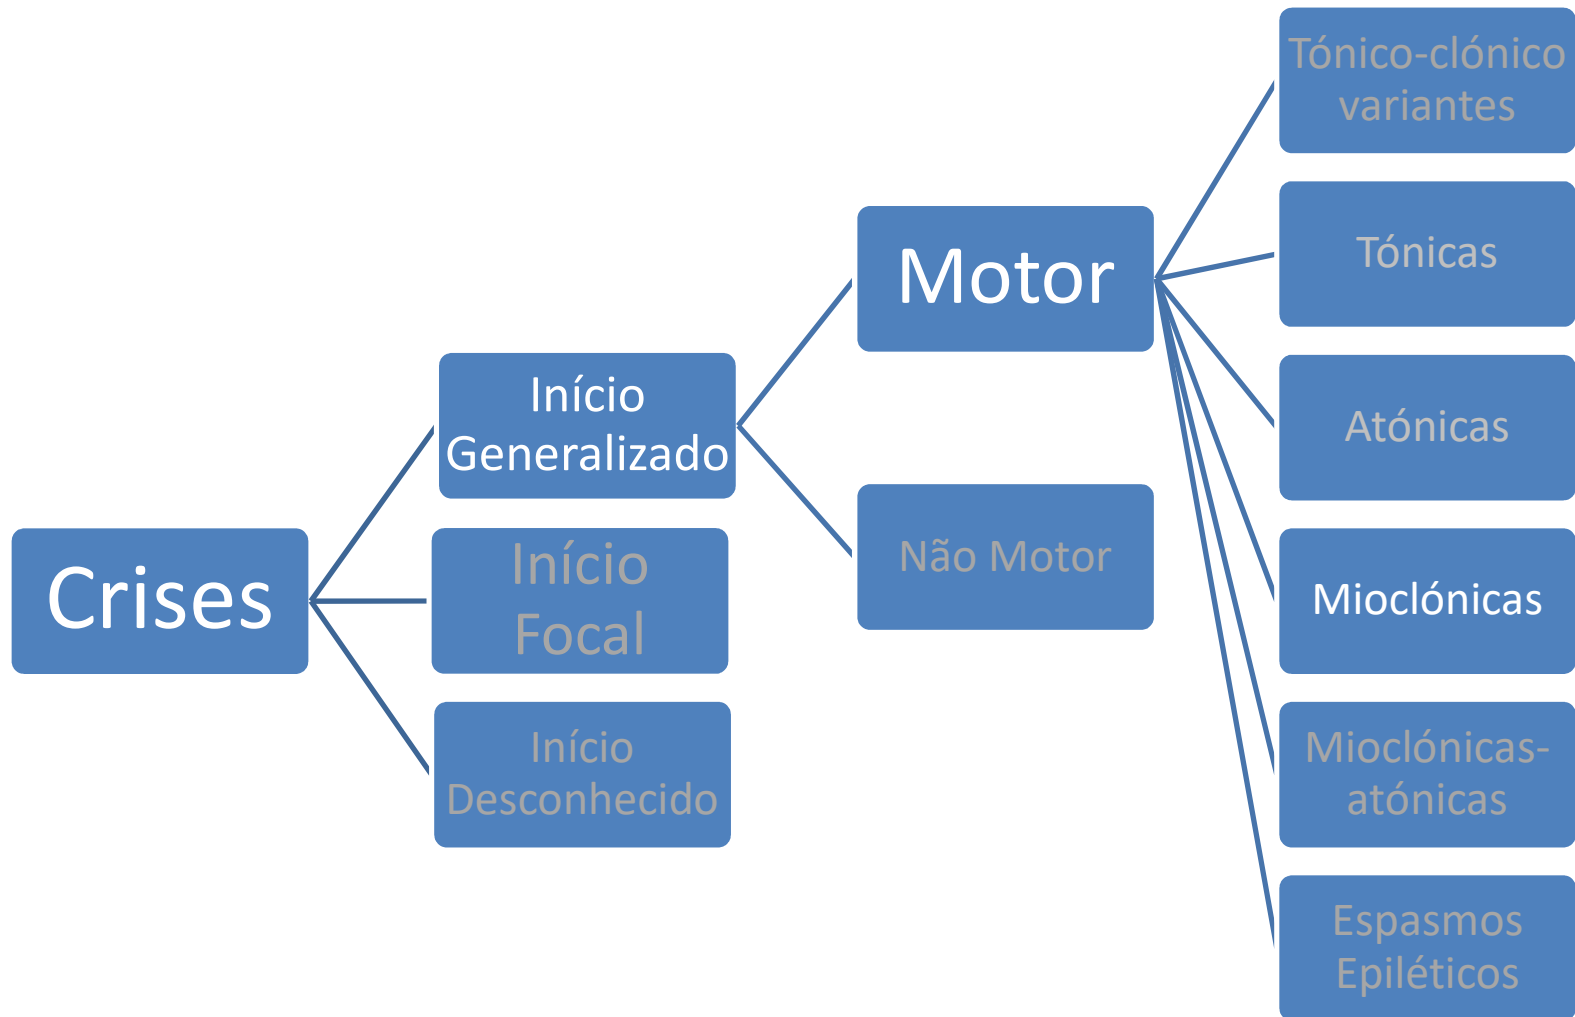 Crises
Início
Generalizado
Início
Focal
Início
Desconhecido
Motor
Não Motor
Tónico-clónico
variantes
Tónicas
Atónicas
Mioclónicas
Mioclónicas-
atónicas
Espasmos
Epiléticos